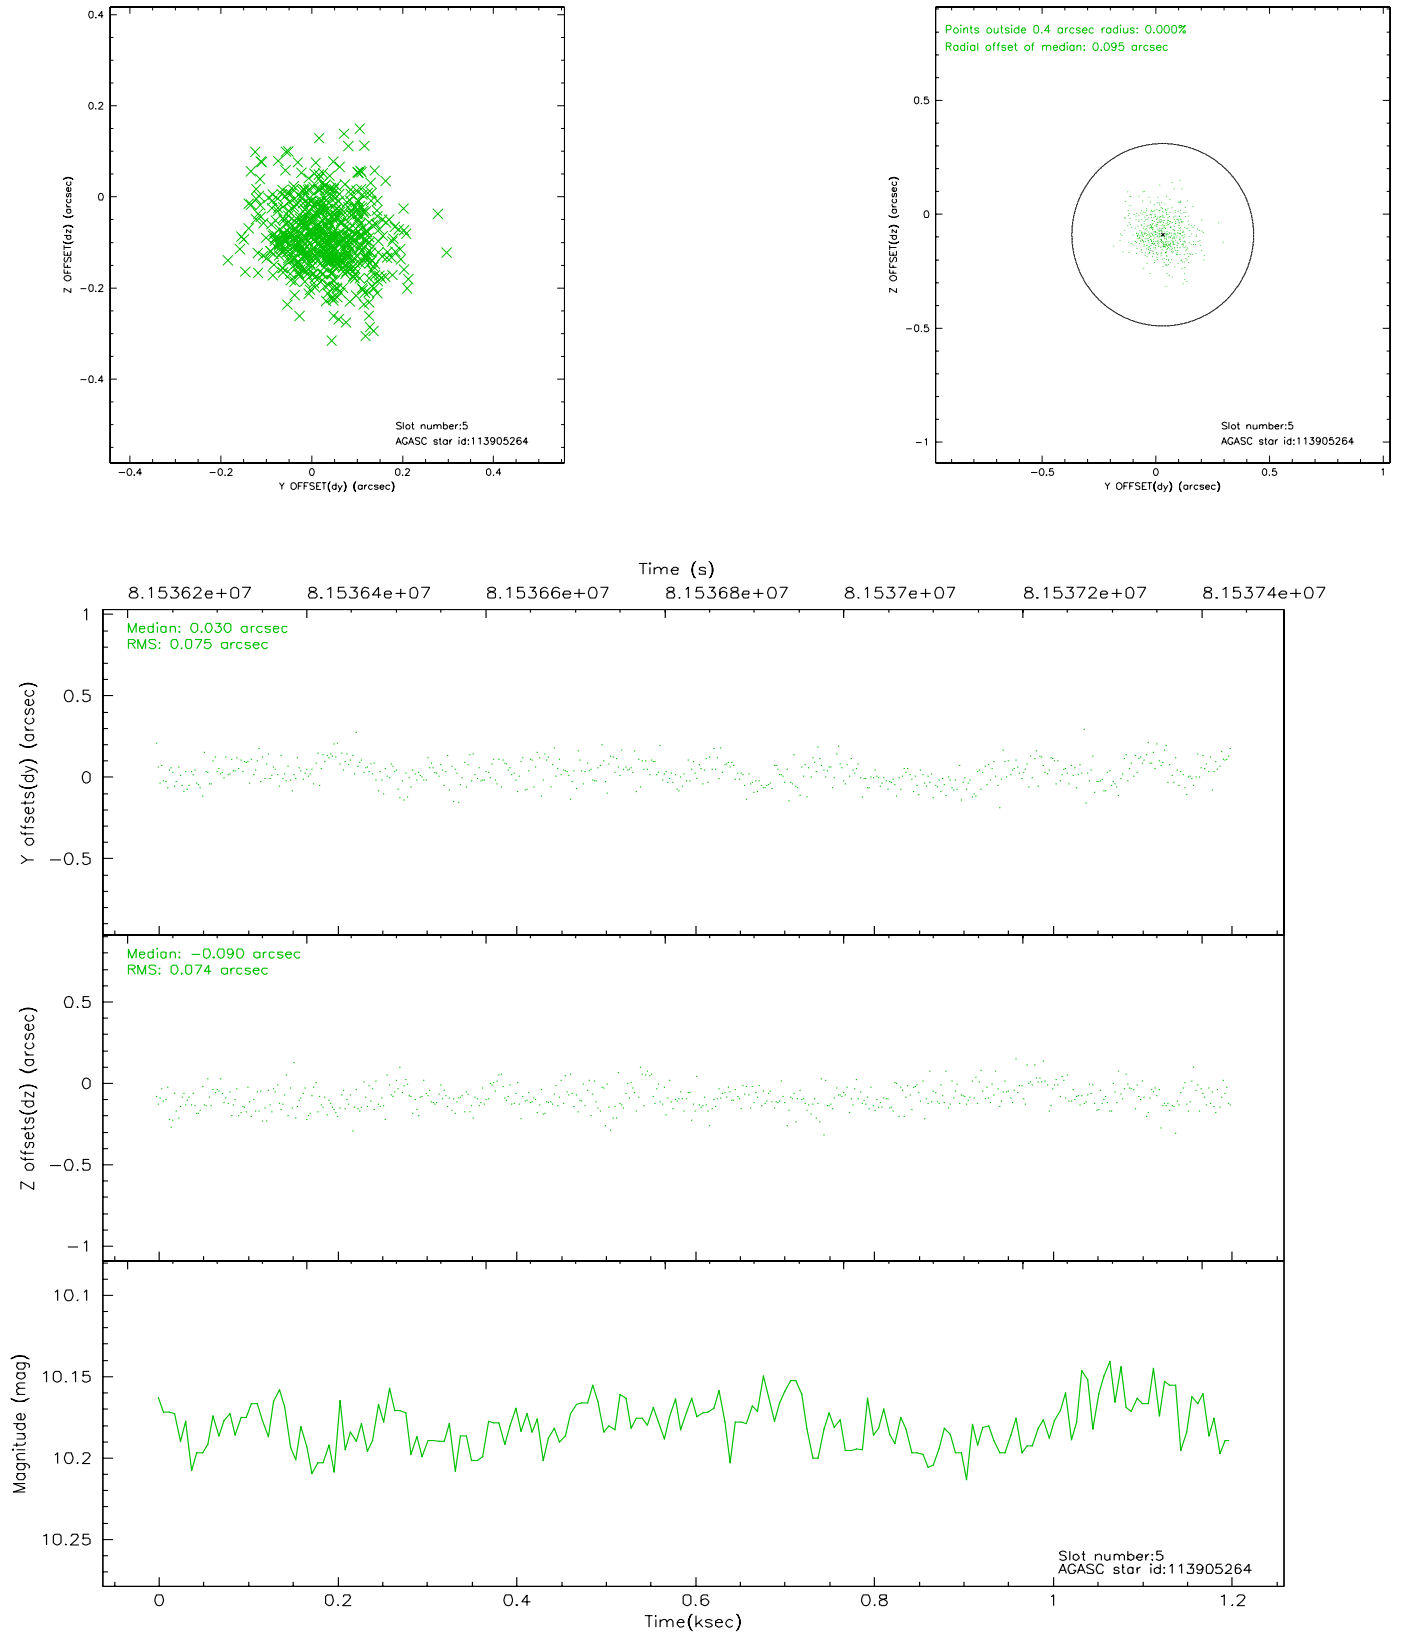 0.4
0.2
0
−0.2
−0.4
Z OFFSET(dz) (arcsec)
Slot number:5
AGASC star id:113905264
−0.4 −0.2 0 0.2 0.4
Y OFFSET(dy) (arcsec)
Points outside 0.4 arcsec radius: 0.000%
Radial offset of median: 0.095 arcsec
0.5
0
−0.5
−1
Z OFFSET(dz) (arcsec)
Slot number:5
AGASC star id:113905264
−0.5 0 0.5 1
Y OFFSET(dy) (arcsec)
Time (s)
8.15362e+07 8.15364e+07 8.15366e+07 8.15368e+07 8.1537e+07 8.15372e+07 8.15374e+07
Median: 0.030 arcsec
RMS: 0.075 arcsec
1
0.5
0
−0.5
Y offsets(dy) (arcsec)
Median: −0.090 arcsec
RMS: 0.074 arcsec
0.5
0
−0.5
−1
Z offsets(dz) (arcsec)
10.1
10.15
10.2
10.25
Magnitude (mag)
Slot number:5
AGASC star id:113905264
0 0.2 0.4 0.6 0.8 1 1.2
Time(ksec)